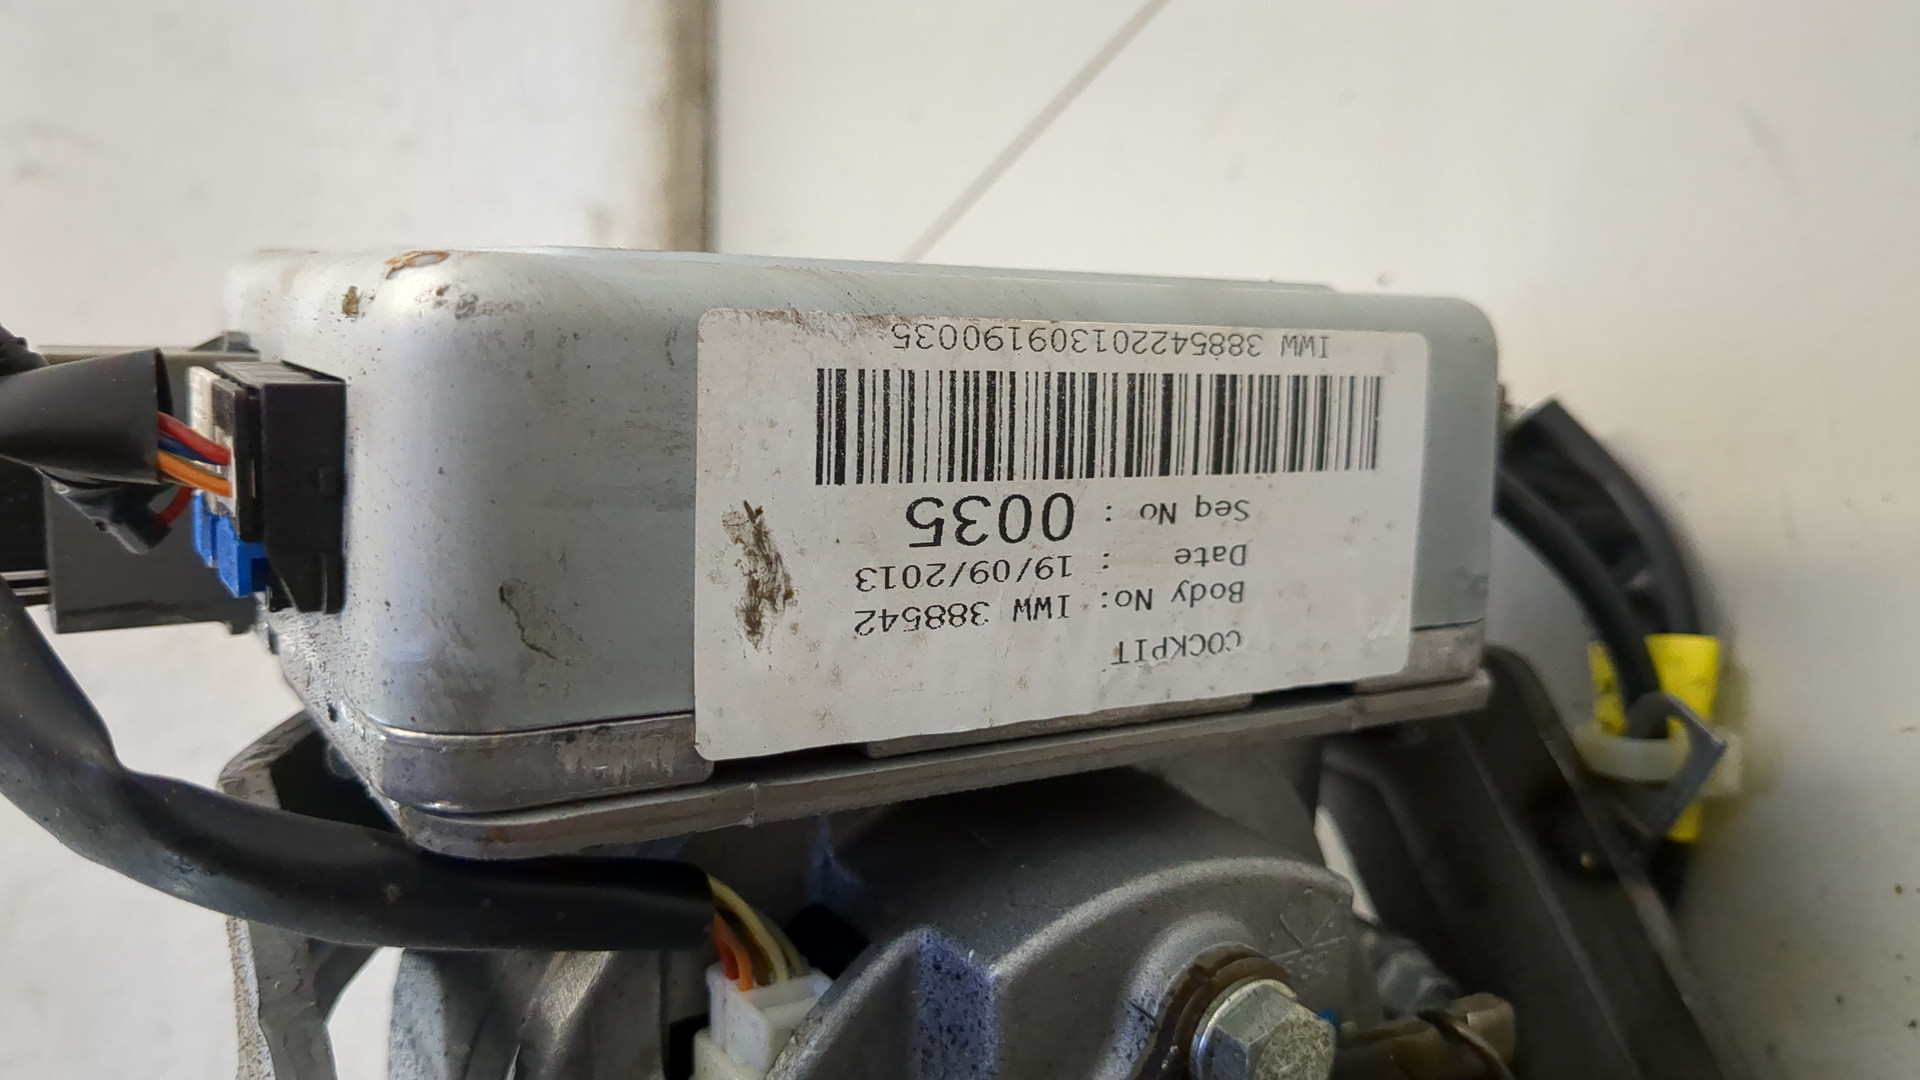 COCKPIT
Body No: IWW 388542
Date : 19/09/2013
Seq No : 0035
IWW 388542201309190035